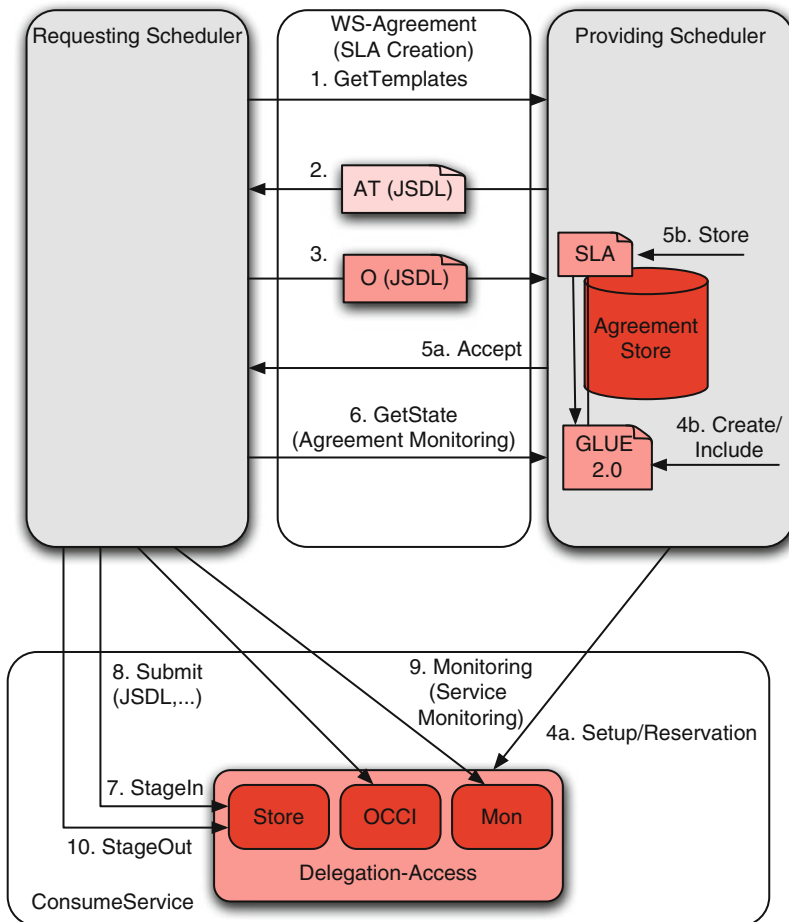 Requesting Scheduler
WS-Agreement
(SLA Creation)
Providing Scheduler
1. GetTemplates
2.
AT (JSDL)
3.
O (JSDL)
SLA
5b. Store
Agreement
Store
5a. Accept
6. GetState
(Agreement Monitoring)
GLUE
2.0
4b. Create/
Include
8. Submit
(JSDL,...)
9. Monitoring
(Service
Monitoring)
4a. Setup/Reservation
7. StageIn
Store
OCCI
Mon
10. StageOut
Delegation-Access
ConsumeService